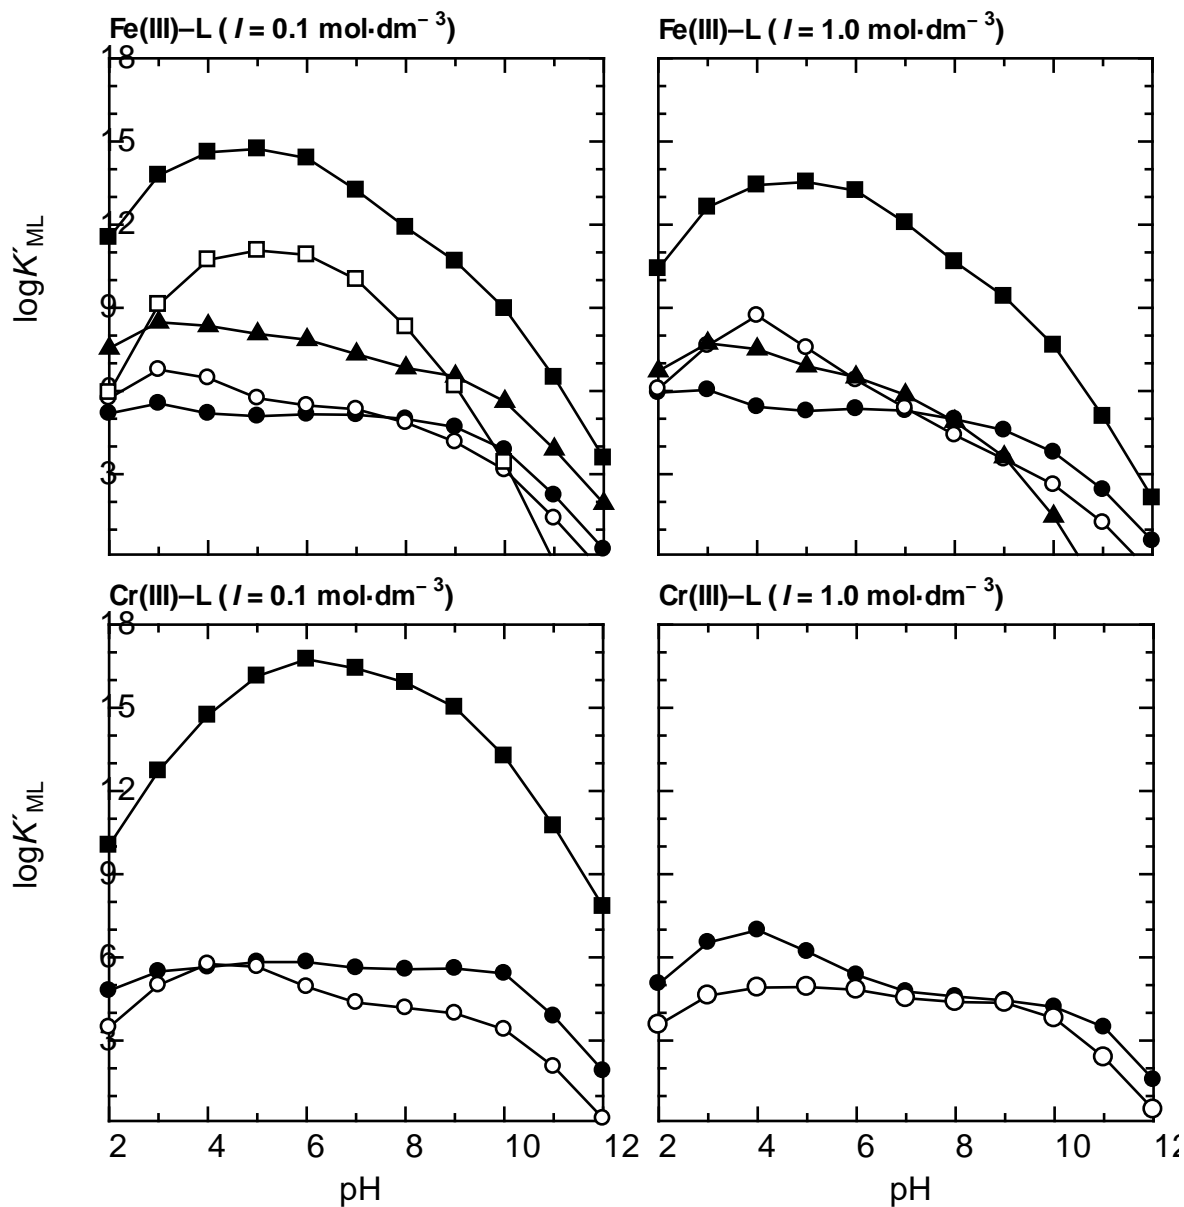 Fe(III)–L ( I = 0.1 mol·dm⁻ ³) Fe(III)–L ( I = 1.0 mol·dm⁻ ³)
18
15
12
9
6
3
logK′ML
Cr(III)–L ( I = 0.1 mol·dm⁻ ³) Cr(III)–L ( I = 1.0 mol·dm⁻ ³)
18
15
12
9
6
3
logK′ML
2 4 6 8 10 12 2 4 6 8 10 12
pH pH